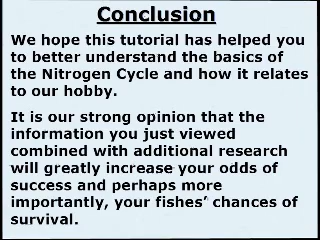 Conclusion
We hope this tutorial has helped you
to better understand the basics of
the Nitrogen Cycle and how it relates
to our hobby.
It is our strong opinion that the
information you just viewed
combined with additional research
will greatly increase your odds of
success and perhaps more
importantly, your fishes’ chances of
survival.